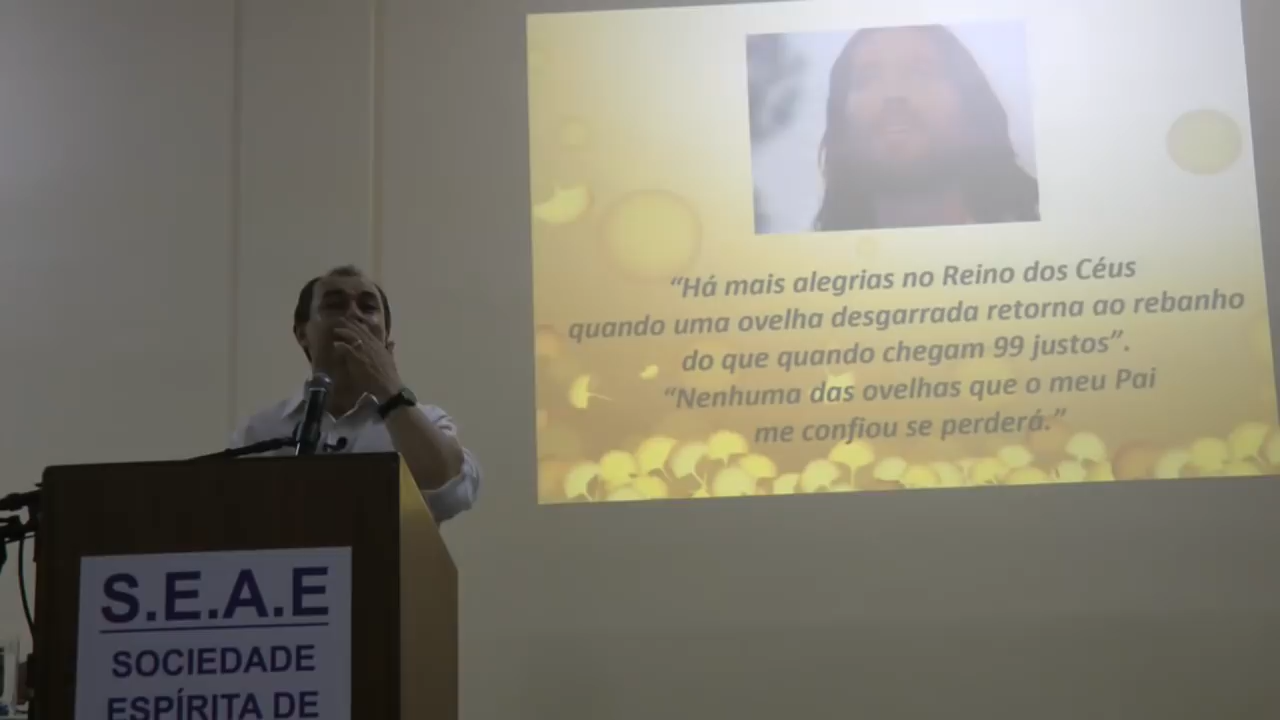 “Há mais alegrias no Reino dos Céus
quando uma ovelha desgarrada retorna ao rebanho
do que quando chegam 99 justos”.
“Nenhuma das ovelhas que o meu Pai
me confiou se perderá.”
S.E.A.E
SOCIEDADE
ESPÍRITA DE